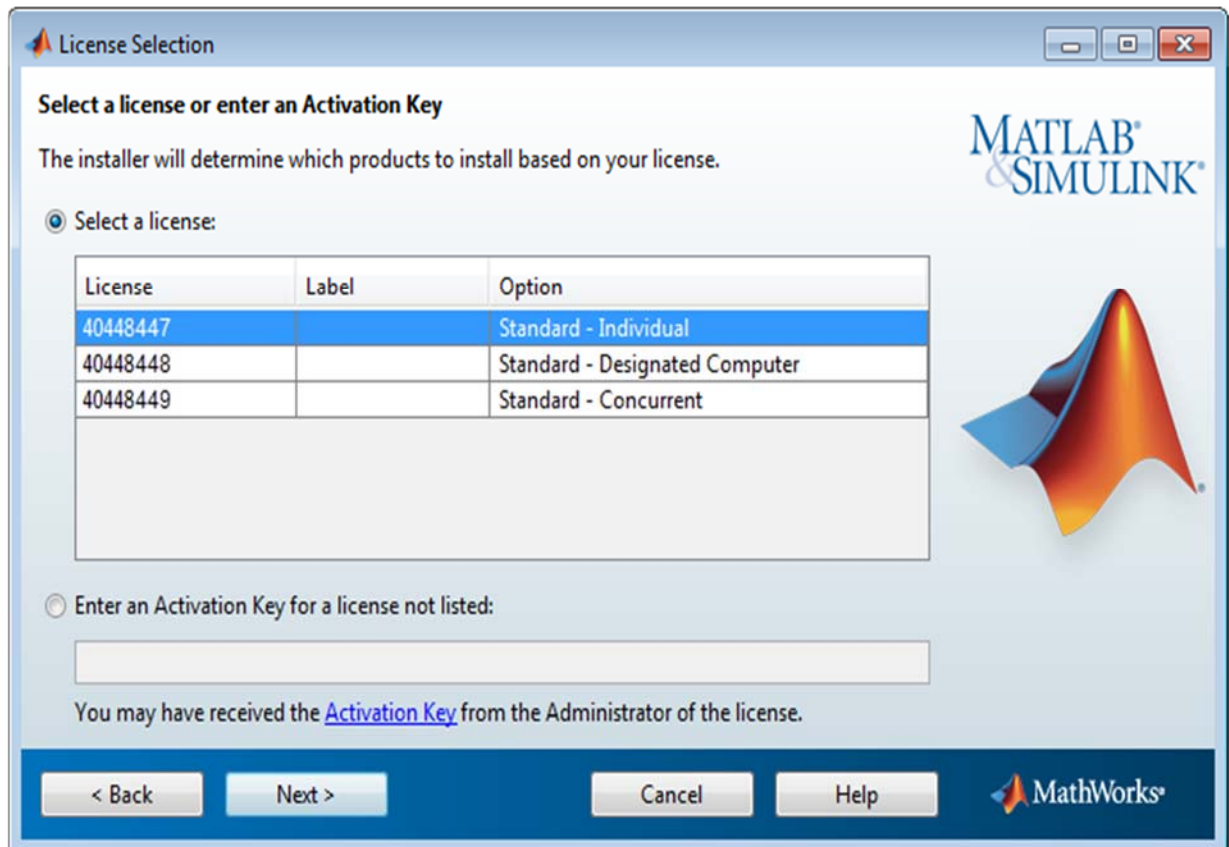 License Selection
Select a license or enter an Activation Key
The installer will determine which products to install based on your license.
MATLAB®
&SIMULINK®
Select a license:
License Label Option
40448447 Standard - Individual
40448448 Standard - Designated Computer
40448449 Standard - Concurrent
Enter an Activation Key for a license not listed:
You may have received the Activation Key from the Administrator of the license.
< Back Next > Cancel Help MathWorks®